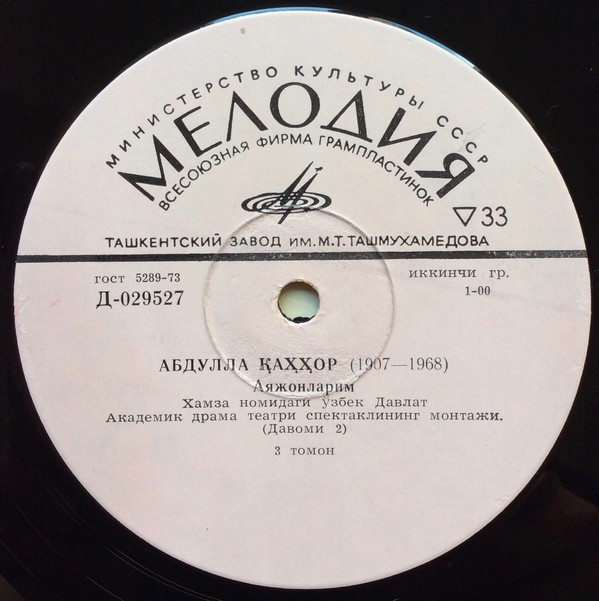 МИНИСТЕРСТВО КУЛЬТУРЫ СССР
МЕЛОДИЯ
ВСЕСОЮЗНАЯ ФИРМА ГРАМПЛАСТИНОК
33
ТАШКЕНТСКИЙ ЗАВОД ИМ. М.Т. ТАШМУХАМЕДОВА
гост 5289-73
иккинчи гр.
Д-029527
1-00
АБДУЛЛА ҚАҲҲОР (1907—1968)
Аяжонларим
Хамза номидаги узбек Давлат
Академик драма театри спектаклининг монтажи.
(Давоми 2)
3 томон